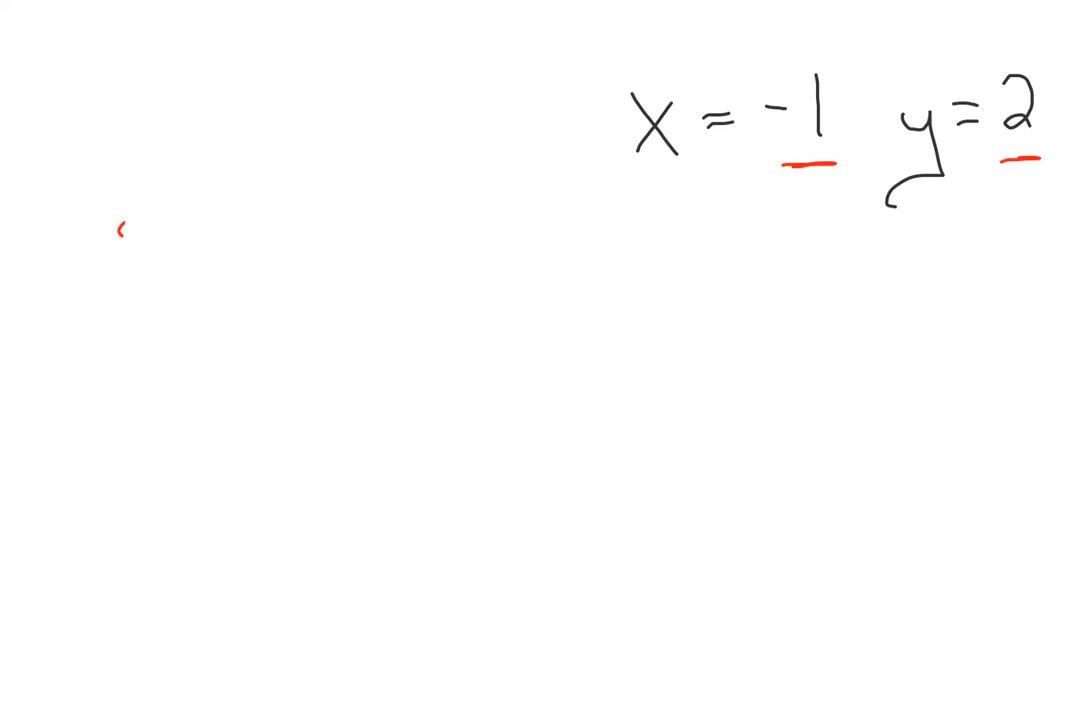 x = -1 y = 2